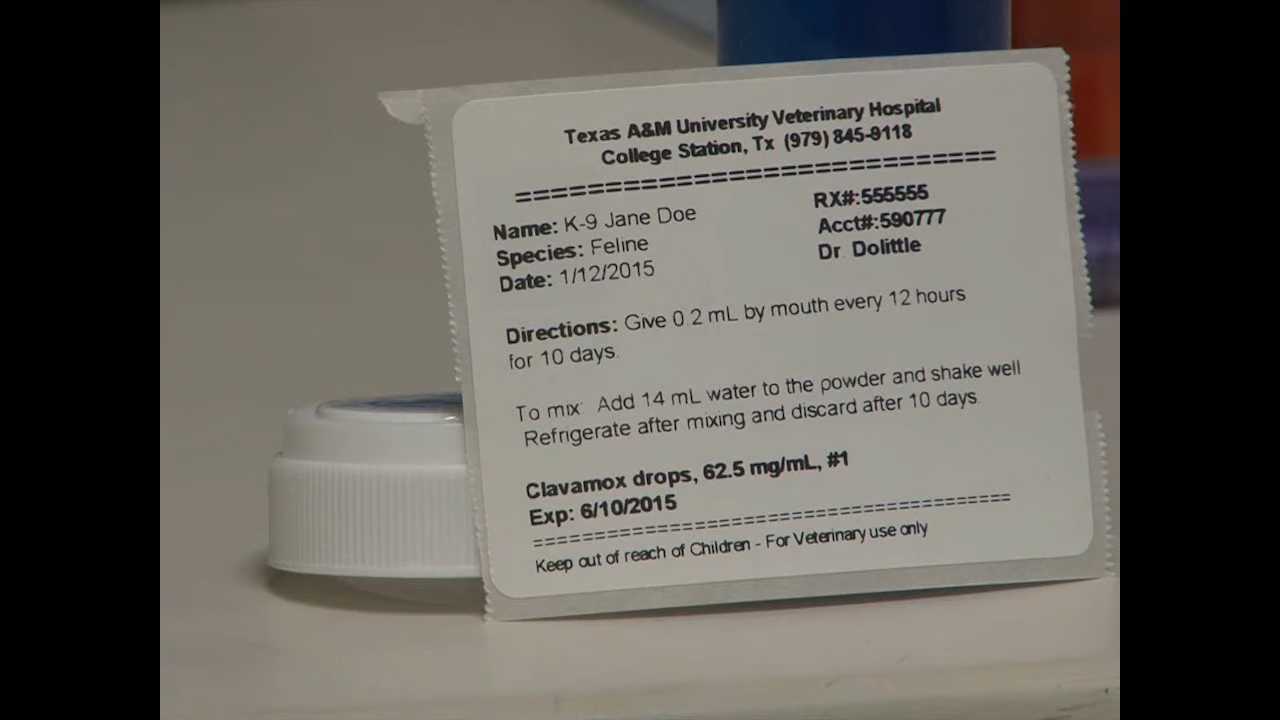 Texas A&M University Veterinary Hospital
College Station, Tx (979) 845-9118
========================================
Name: K-9 Jane Doe
RX#:555555
Species: Feline
Acct#:590777
Date: 1/12/2015
Dr. Dolittle
Directions: Give 0.2 mL by mouth every 12 hours
for 10 days.
To mix: Add 14 mL water to the powder and shake well
Refrigerate after mixing and discard after 10 days
Clavamox drops, 62.5 mg/mL, #1
Exp: 6/10/2015
==================================================
Keep out of reach of Children - For Veterinary use only